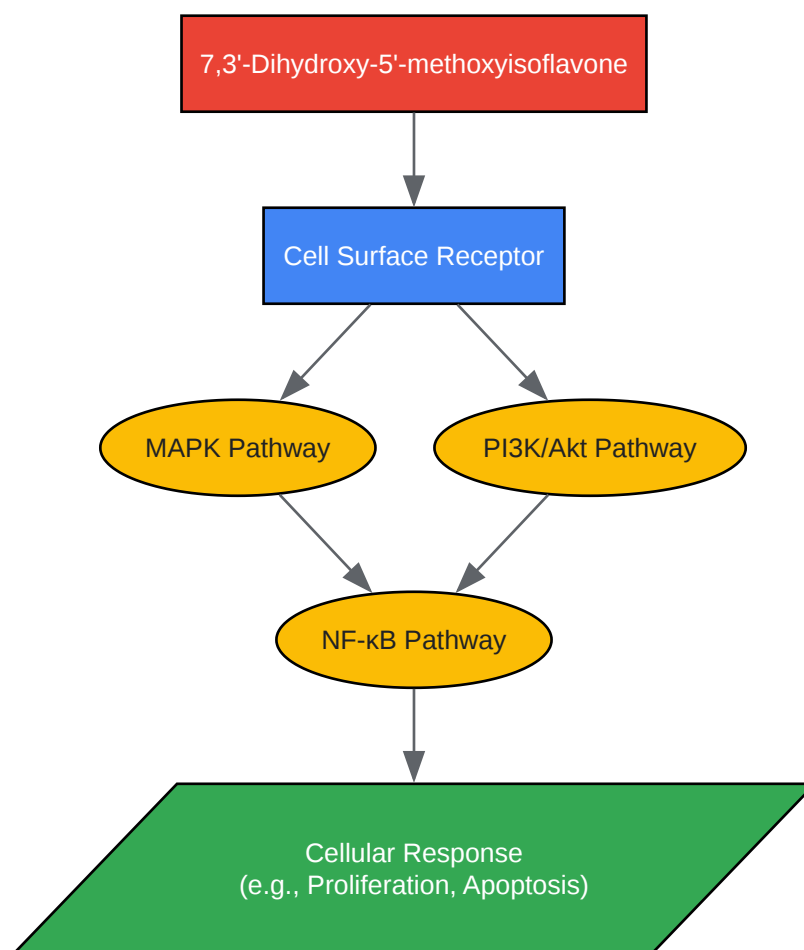 7,3'-Dihydroxy-5'-methoxyisoflavone
Cell Surface Receptor
MAPK Pathway
PI3K/Akt Pathway
NF-κB Pathway
Cellular Response
(e.g., Proliferation, Apoptosis)